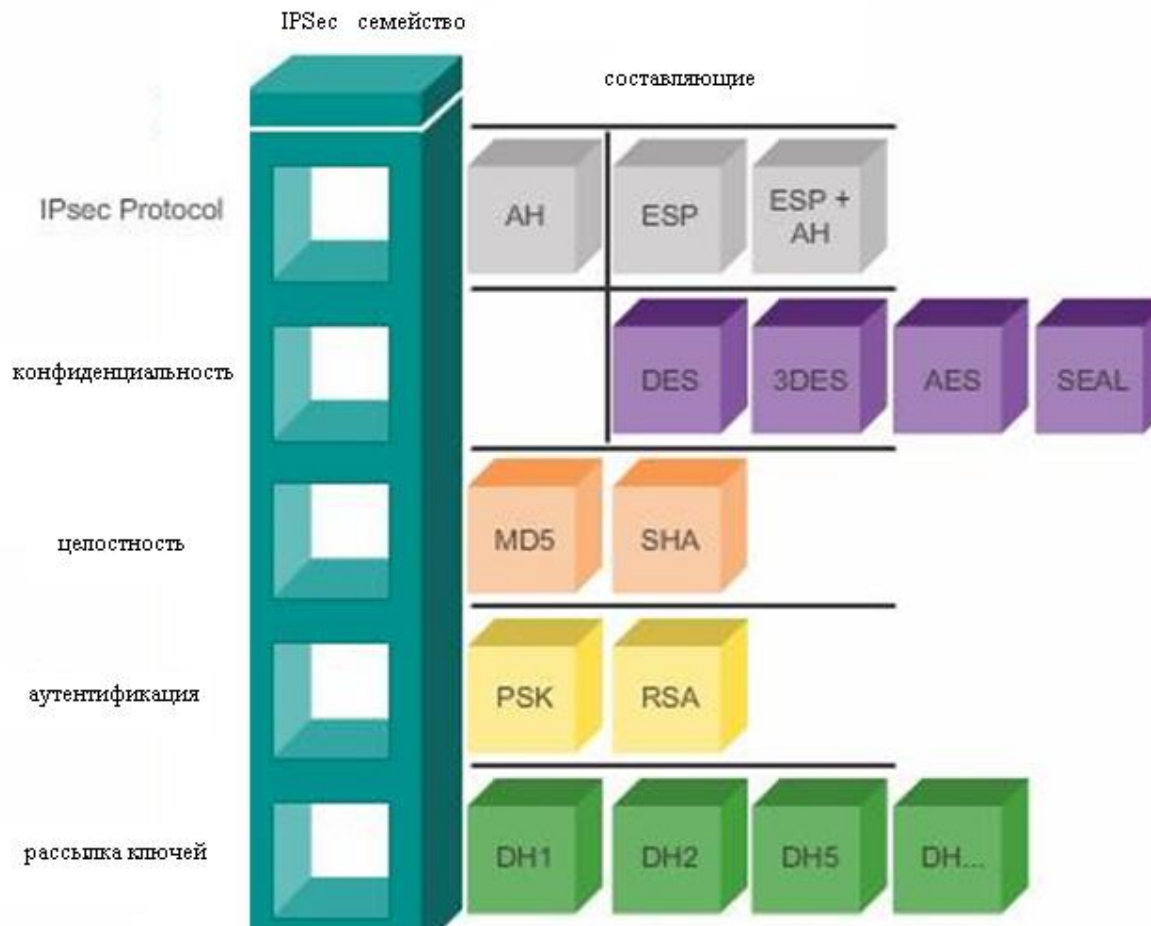 IPSec семейство
составляющие
IPsec Protocol
AH
ESP
ESP +
AH
конфиденциальность
DES
3DES
AES
SEAL
целостность
MD5
SHA
аутентификация
PSK
RSA
рассылка ключей
DH1
DH2
DH5
DH...